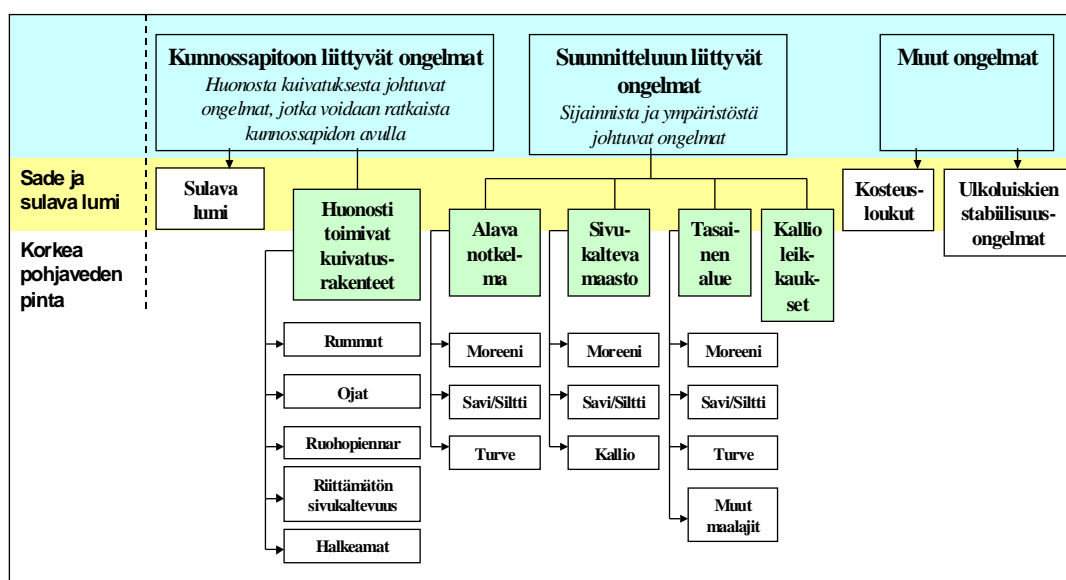 Kunnossapitoon liittyvät ongelmat
Huonosta kuivatuksesta johtuvat
ongelmat, jotka voidaan ratkaista
kunnossapidon avulla
Suunnitteluun liittyvät
ongelmat
Sijainnista ja ympäristöstä
johtuvat ongelmat
Muut ongelmat
Sade ja
sulava lumi
Korkea
pohjaveden
pinta
Sulava
lumi
Huonosti
toimivat
kuivatus-
rakenteet
Alava
notkel-
ma
Sivu-
kalteva
maasto
Tasai-
nen
alue
Kallio
leik-
kauk-
set
Kosteus-
loukut
Ulkoluiskien
stabiilisuus-
ongelmat
Rummut
Ojat
Ruohopiennar
Riittämätön
sivukaltevuus
Halkeamat
Moreeni
Savi/Siltti
Turve
Moreeni
Savi/Siltti
Kallio
Moreeni
Savi/Siltti
Turve
Muut
maalajit